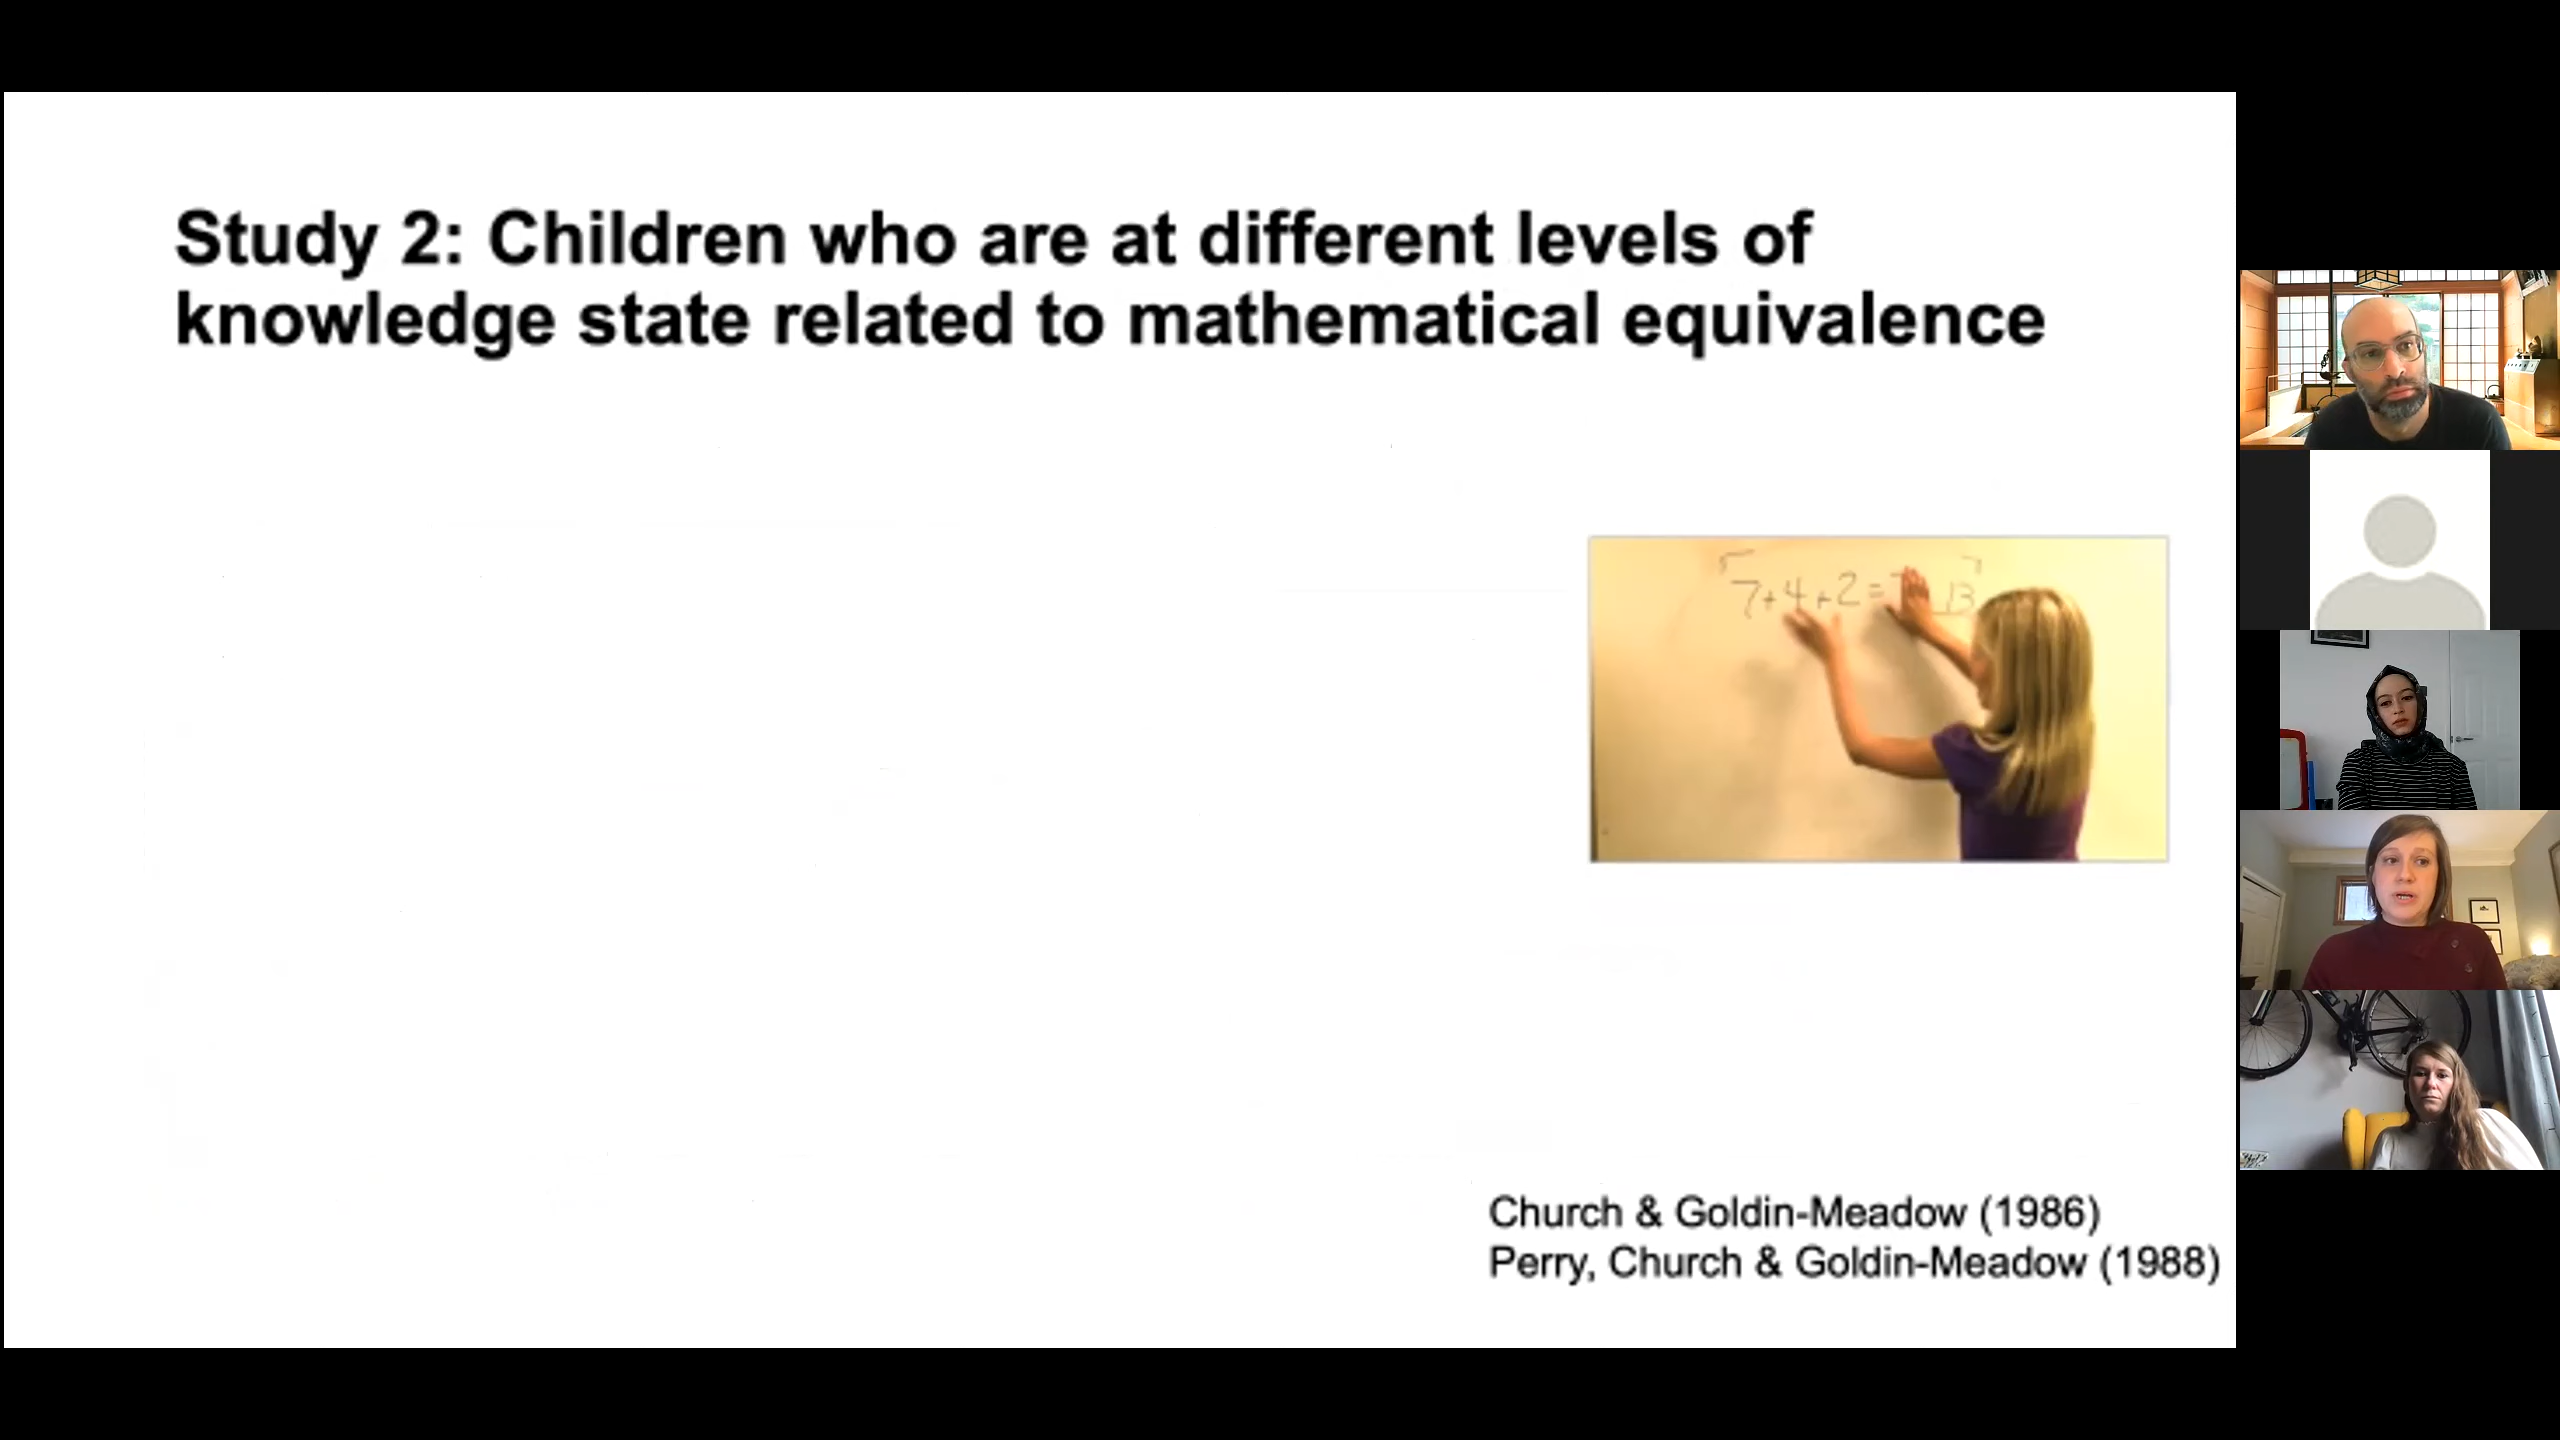 Study 2: Children who are at different levels of
knowledge state related to mathematical equivalence
7+4+2=
13
Church & Goldin-Meadow (1986)
Perry, Church & Goldin-Meadow (1988)